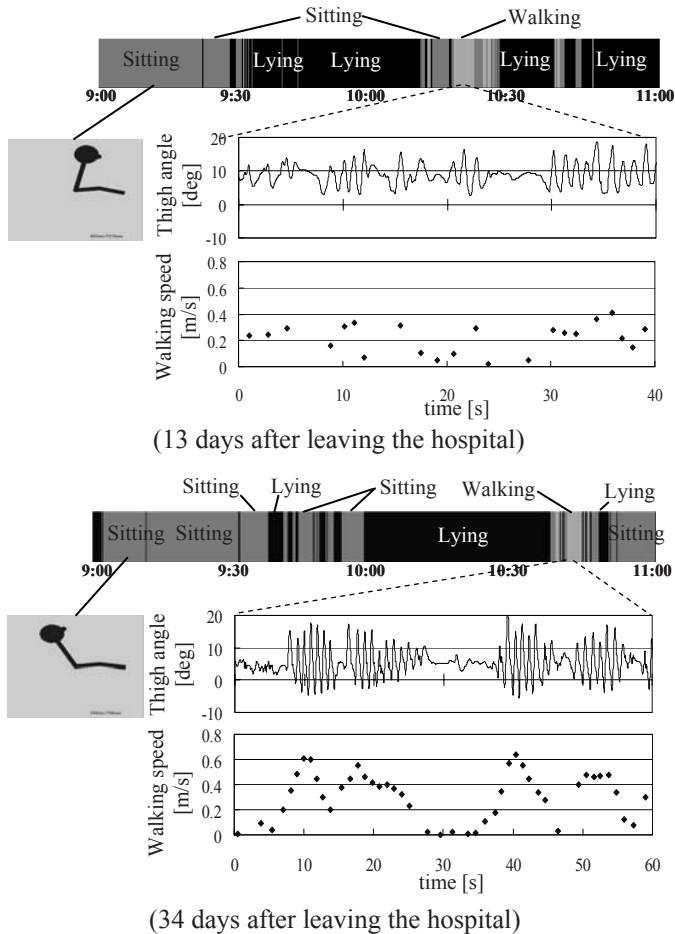 Sitting
Walking
Sitting Lying Lying Lying Lying
9:00 9:30 10:00 10:30 11:00
Thigh angle
[deg]
20
10
0
-10
Walking speed
[m/s]
0.8
0.6
0.4
0.2
0
0 10 20 30 40
time [s]
(13 days after leaving the hospital)
Sitting Lying Sitting Walking Lying
Sitting Sitting Lying Sitting
9:00 9:30 10:00 10:30 11:00
Thigh angle
[deg]
20
10
0
-10
Walking speed
[m/s]
0.8
0.6
0.4
0.2
0
0 10 20 30 40 50 60
time [s]
(34 days after leaving the hospital)